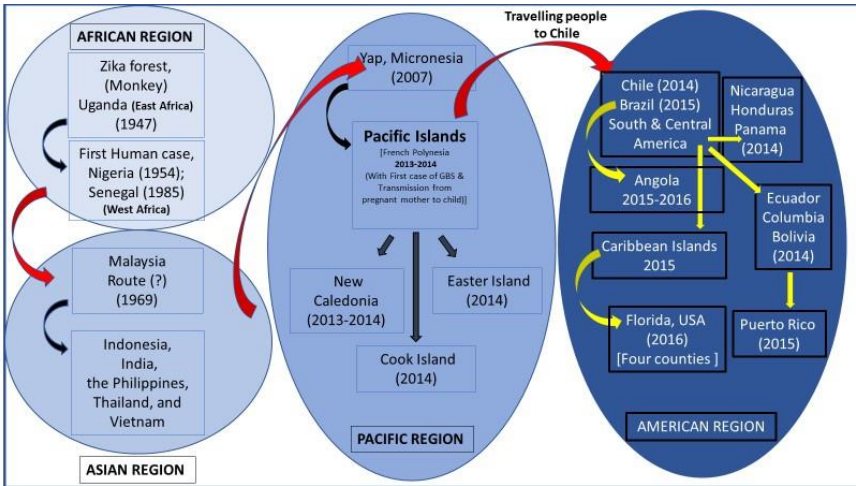 AFRICAN REGION
Zika forest,
(Monkey)
Uganda (East Africa)
(1947)
First Human case,
Nigeria (1954);
Senegal (1985)
(West Africa)
Malaysia
Route (?)
(1969)
Indonesia,
India,
the Philippines,
Thailand, and
Vietnam
ASIAN REGION
Yap, Micronesia
(2007)
Pacific Islands
[French Polynesia
2013-2014
(With First case of GBS &
Transmission from
pregnant mother to child)]
New
Caledonia
(2013-2014)
Easter Island
(2014)
Cook Island
(2014)
PACIFIC REGION
Travelling people
to Chile
Chile (2014)
Brazil (2015)
South & Central
America
Nicaragua
Honduras
Panama
(2014)
Angola
2015-2016
Ecuador
Columbia
Bolivia
(2014)
Caribbean Islands
2015
Florida, USA
(2016)
[Four counties ]
Puerto Rico
(2015)
AMERICAN REGION